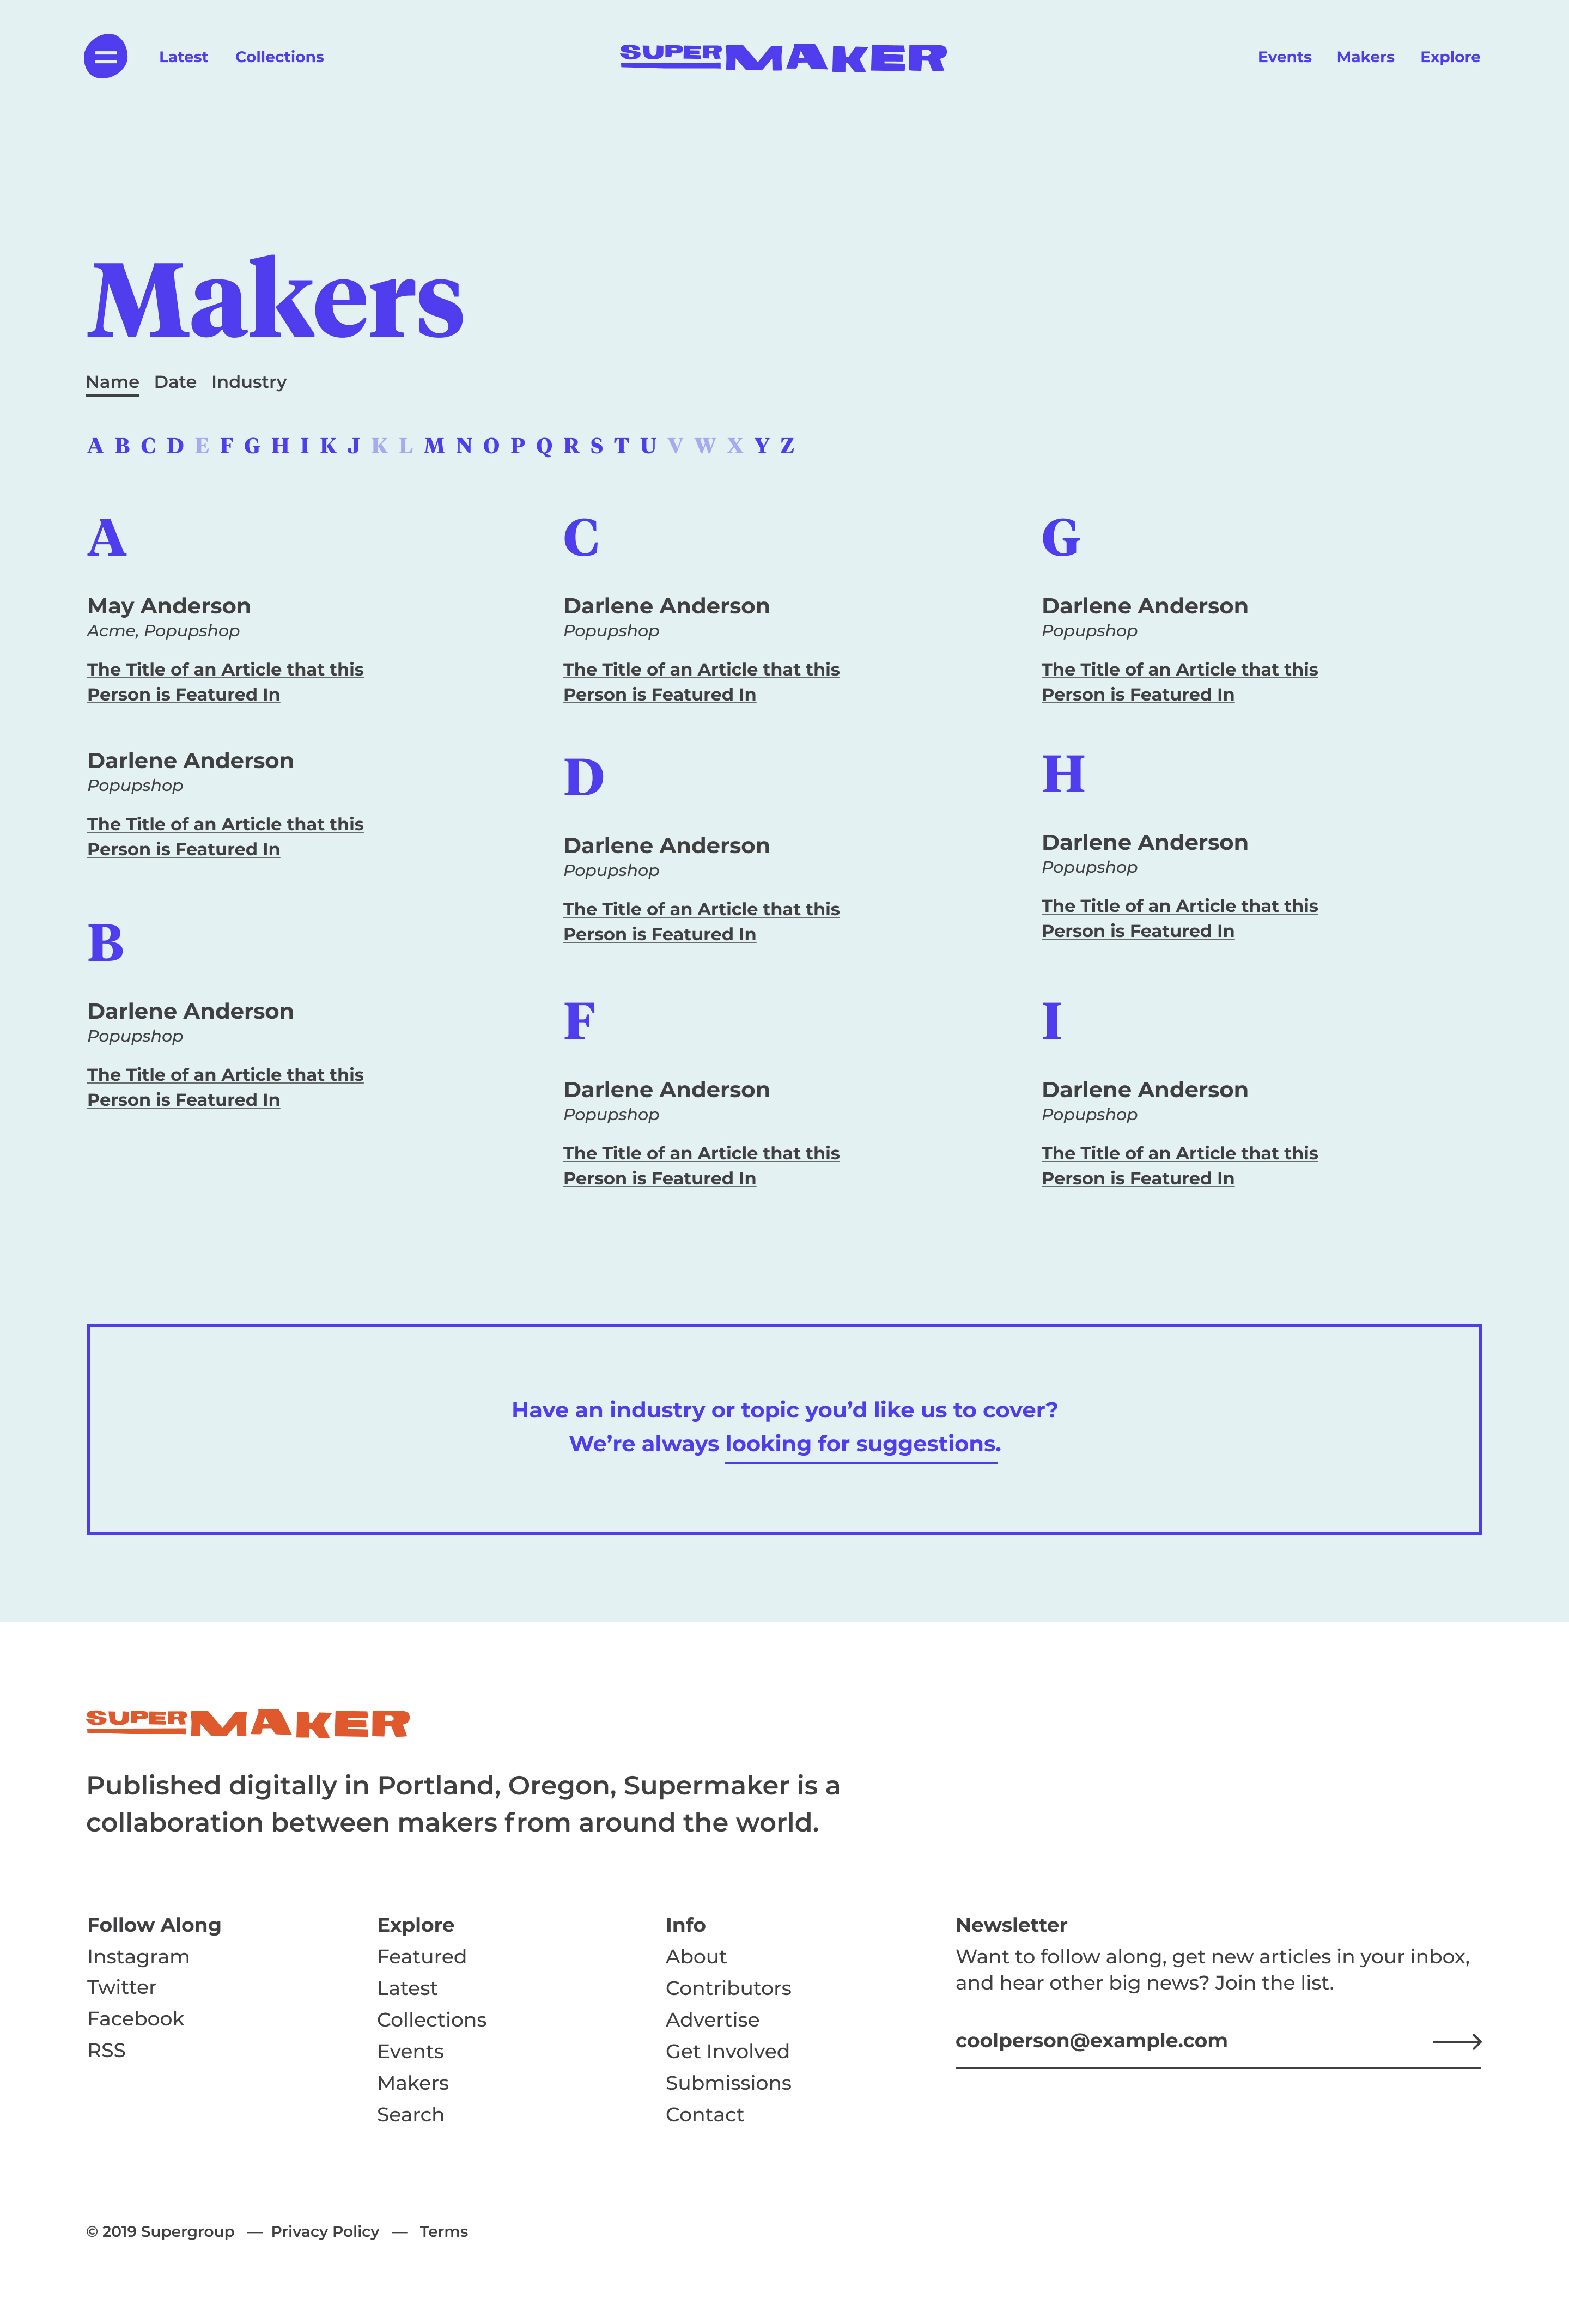 Latest Collections SUPERMAKER Events Makers Explore
Makers
Name Date Industry
A B C D E F G H I K J K L M N O P Q R S T U V W X Y Z
A
May Anderson
Acme, Popupshop
The Title of an Article that this
Person is Featured In
Darlene Anderson
Popupshop
The Title of an Article that this
Person is Featured In
B
Darlene Anderson
Popupshop
The Title of an Article that this
Person is Featured In
C
Darlene Anderson
Popupshop
The Title of an Article that this
Person is Featured In
D
Darlene Anderson
Popupshop
The Title of an Article that this
Person is Featured In
F
Darlene Anderson
Popupshop
The Title of an Article that this
Person is Featured In
G
Darlene Anderson
Popupshop
The Title of an Article that this
Person is Featured In
H
Darlene Anderson
Popupshop
The Title of an Article that this
Person is Featured In
I
Darlene Anderson
Popupshop
The Title of an Article that this
Person is Featured In
Have an industry or topic you’d like us to cover?
We’re always looking for suggestions.
SUPERMAKER
Published digitally in Portland, Oregon, Supermaker is a
collaboration between makers from around the world.
Follow Along
Instagram
Twitter
Facebook
RSS
Explore
Featured
Latest
Collections
Events
Makers
Search
Info
About
Contributors
Advertise
Get Involved
Submissions
Contact
Newsletter
Want to follow along, get new articles in your inbox,
and hear other big news? Join the list.
coolperson@example.com
© 2019 Supergroup — Privacy Policy — Terms